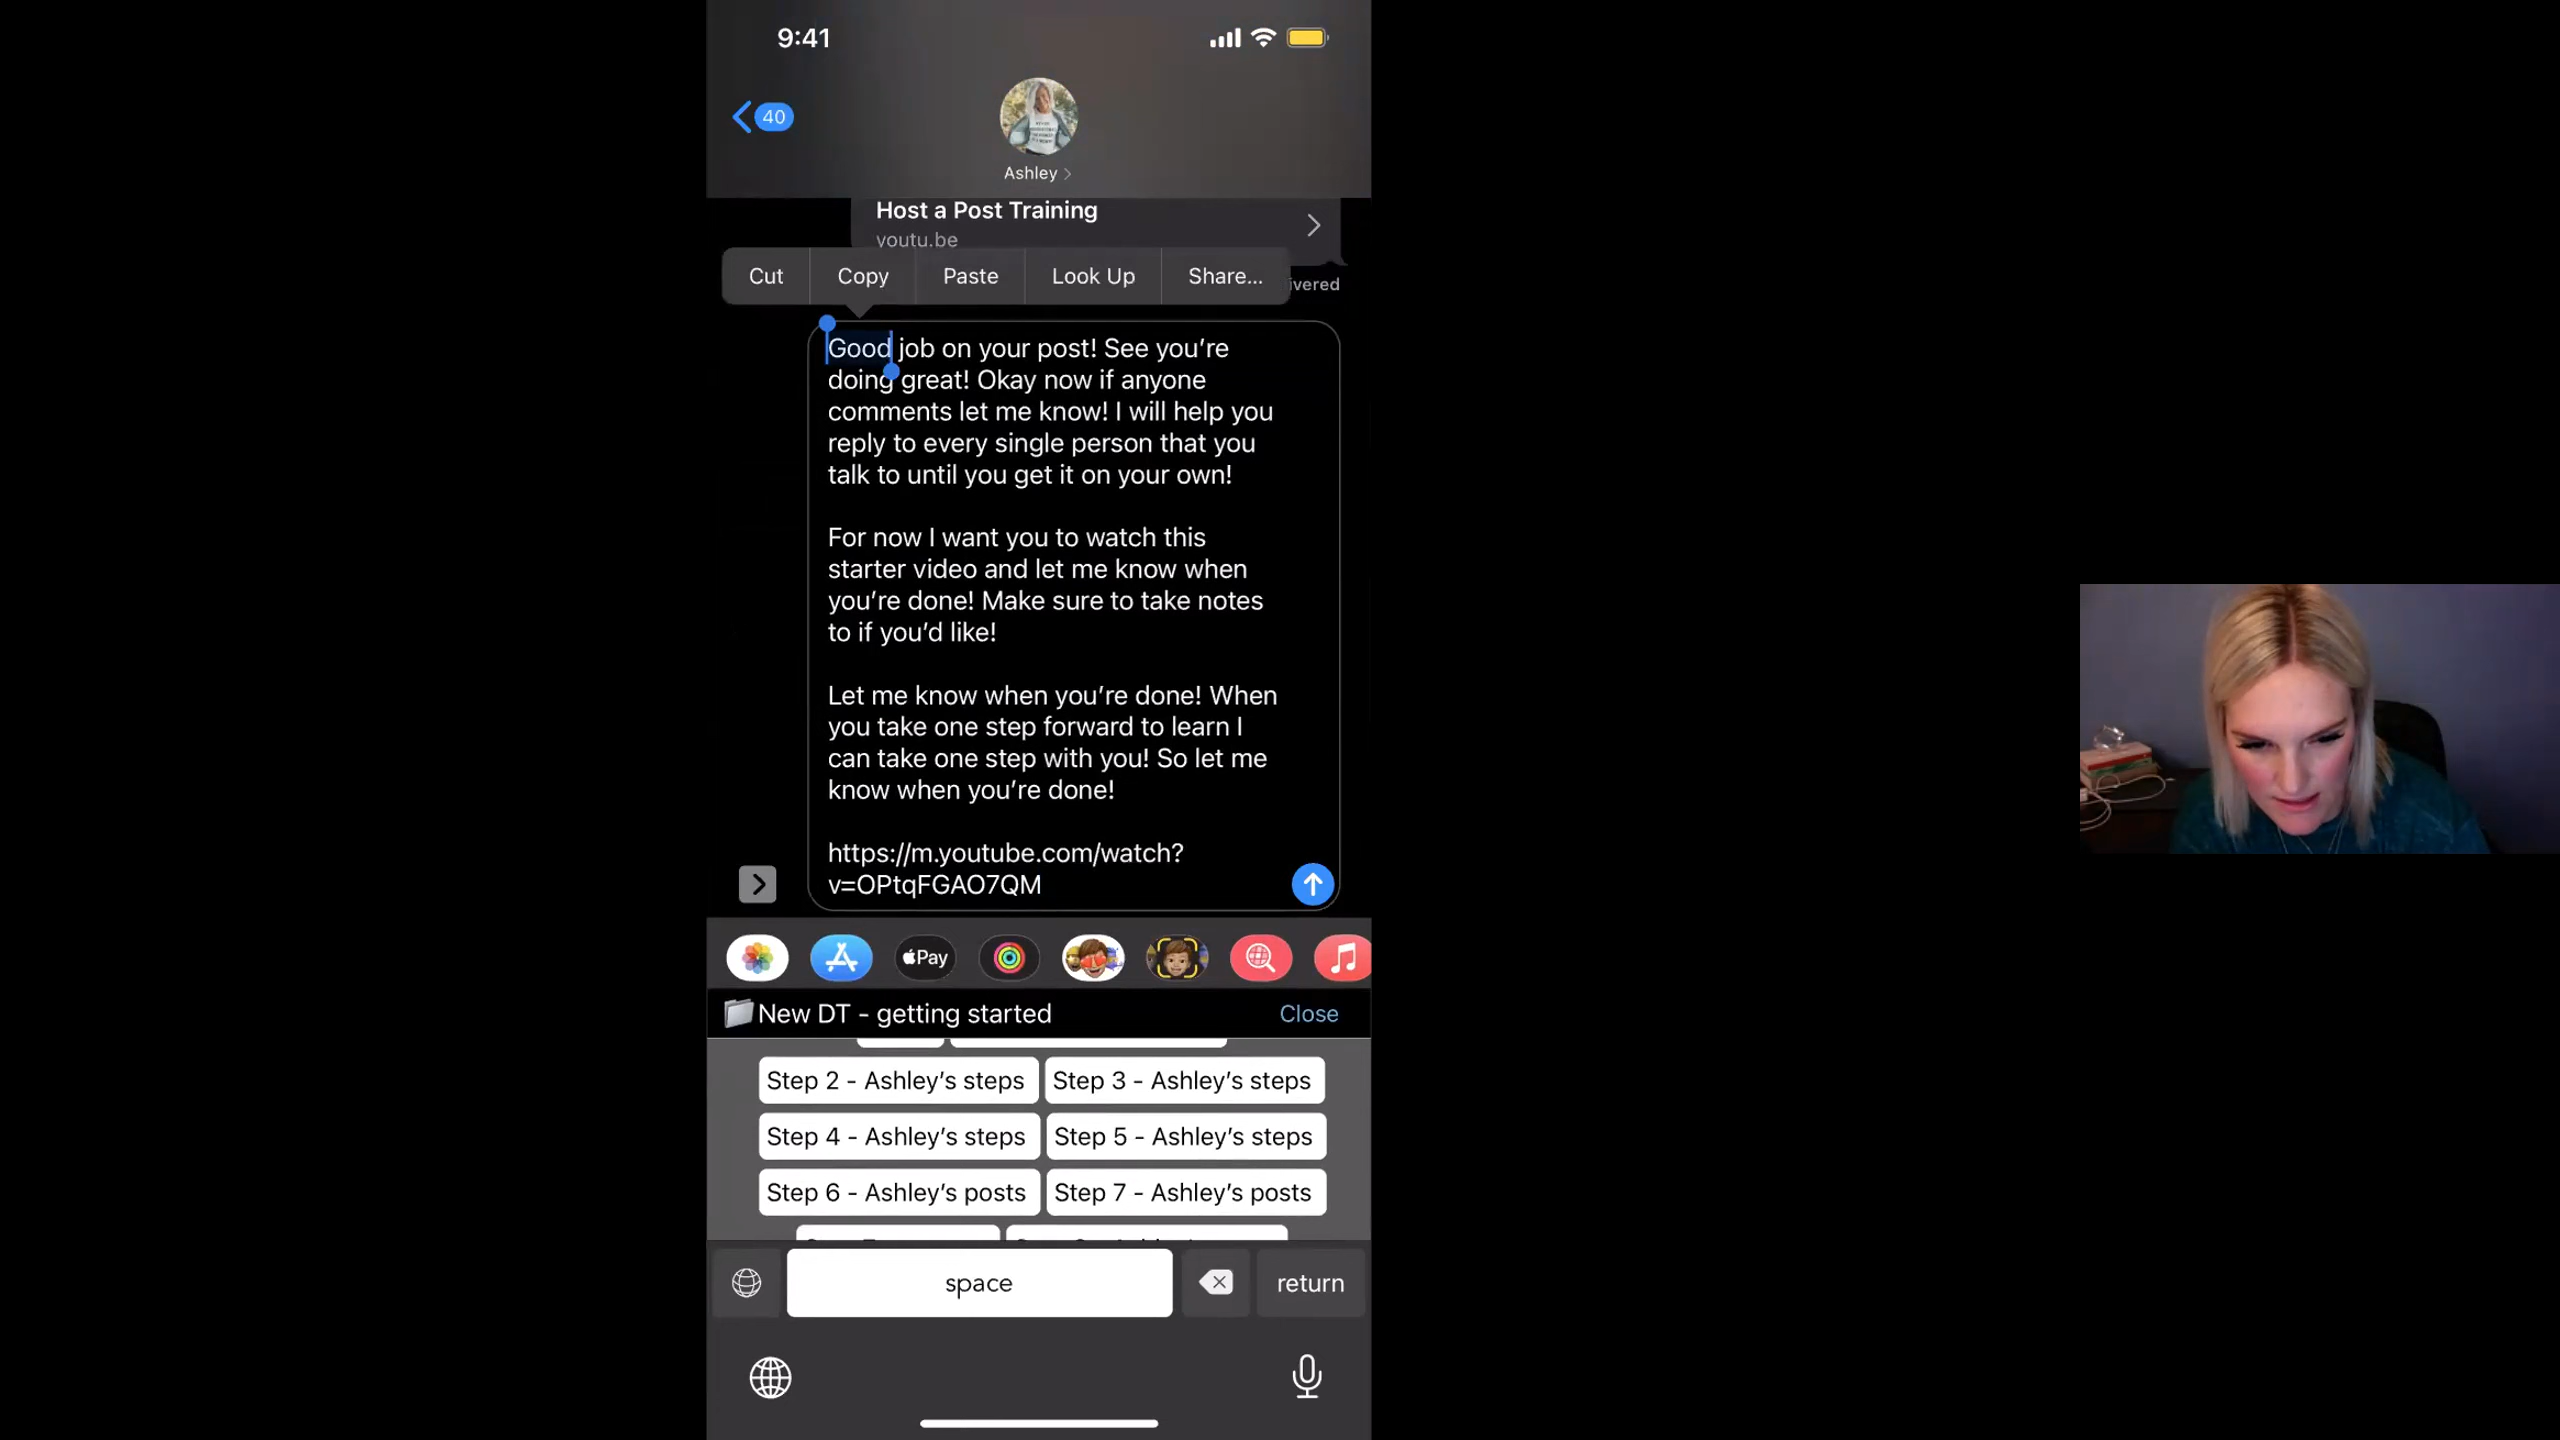 9:41
40
Ashley
Host a Post Training
youtu.be
Cut Copy Paste Look Up Share...
ivered
Good job on your post! See you're
doing great! Okay now if anyone
comments let me know! I will help you
reply to every single person that you
talk to until you get it on your own!
For now I want you to watch this
starter video and let me know when
you're done! Make sure to take notes
to if you'd like!
Let me know when you're done! When
you take one step forward to learn I
can take one step with you! So let me
know when you're done!
https://m.youtube.com/watch?
v=OPtqFGAO7QM
Pay
New DT - getting started Close
Step 2 - Ashley's steps Step 3 - Ashley's steps
Step 4 - Ashley's steps Step 5 - Ashley's steps
Step 6 - Ashley's posts Step 7 - Ashley's posts
space return